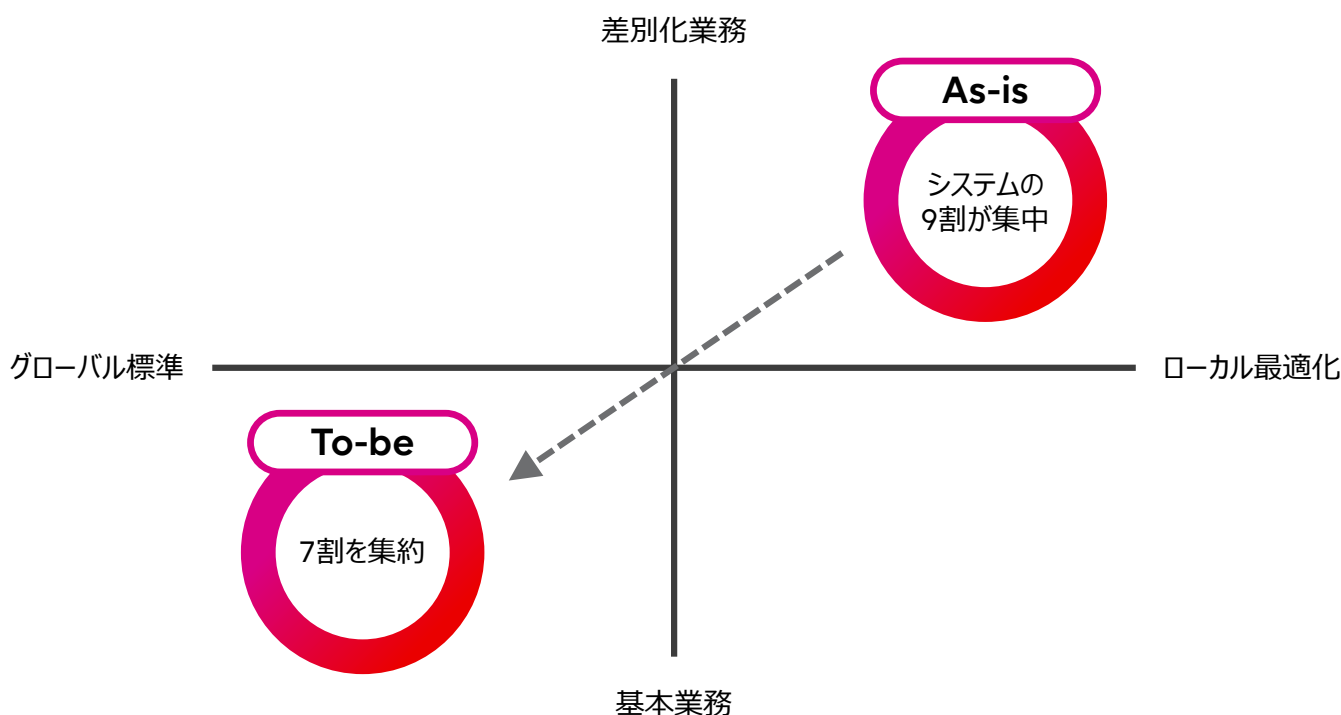 差別化業務
As-is
システムの
9割が集中
グローバル標準
ローカル最適化
To-be
7割を集約
基本業務